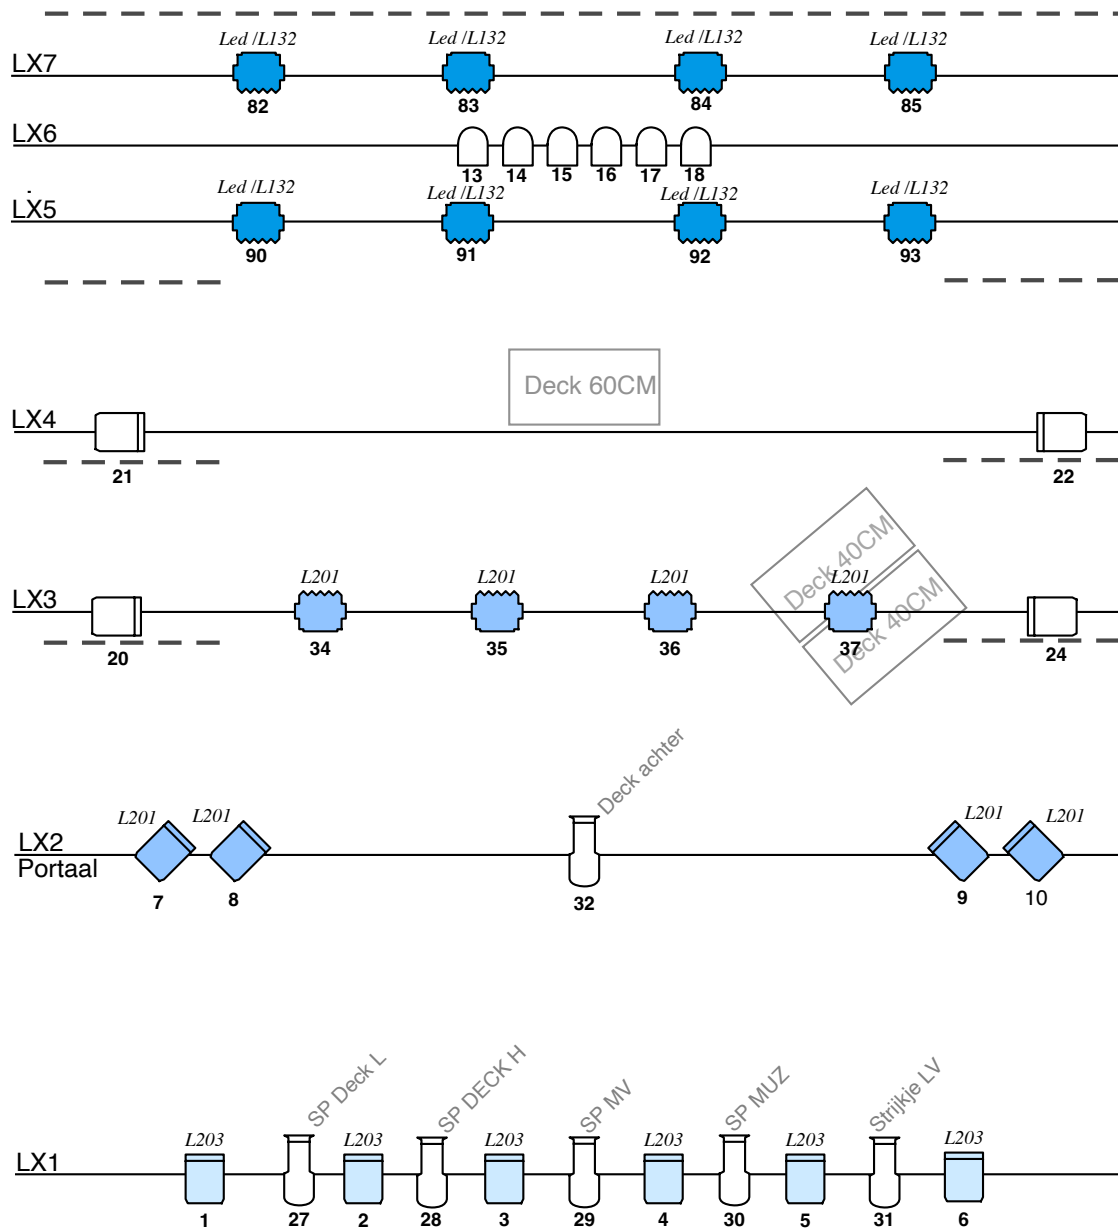 Led /L132 Led /L132 Led /L132 Led /L132
LX7
82 83 84 85
LX6
13 14 15 16 17 18
Led /L132 Led /L132 Led /L132 Led /L132
LX5
90 91 92 93
Deck 60CM
LX4
21 22
Deck 40CM
L201 L201 L201 L201
LX3
Deck 40CM
20 34 35 36 37 24
Deck achter
L201 L201 L201 L201
LX2
Portaal
7 8 32 9 10
SP Deck L SP DECK H SP MV SP MUZ Strijkje LV
L203 L203 L203 L203 L203 L203
LX1
1 27 2 28 3 29 4 30 5 31 6